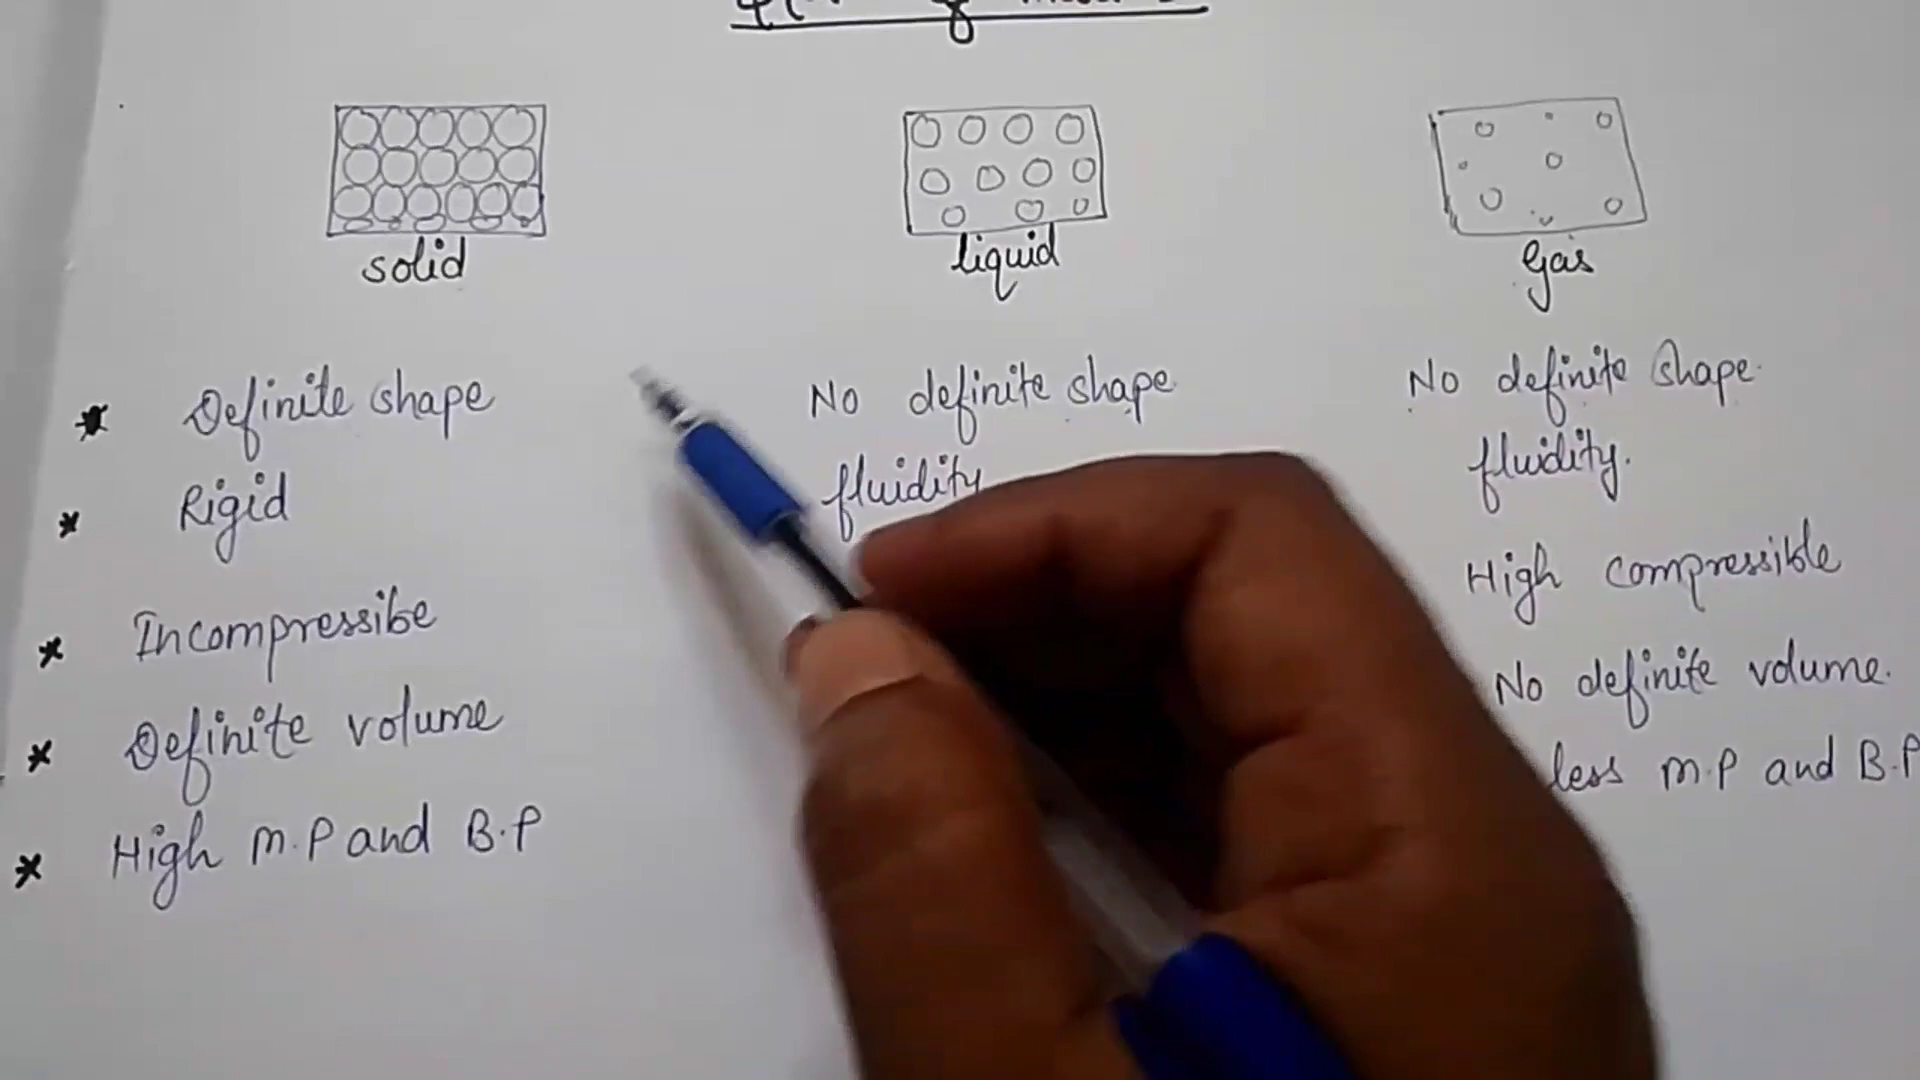 of
solid
liquid
Gas
Definite shape
No definite shape
No definite shape.
Rigid
fluidity
fluidity.
Incompressibe
High compressible
Definite volume
No definite volume.
High M.P and B.P
less M.P and B.P